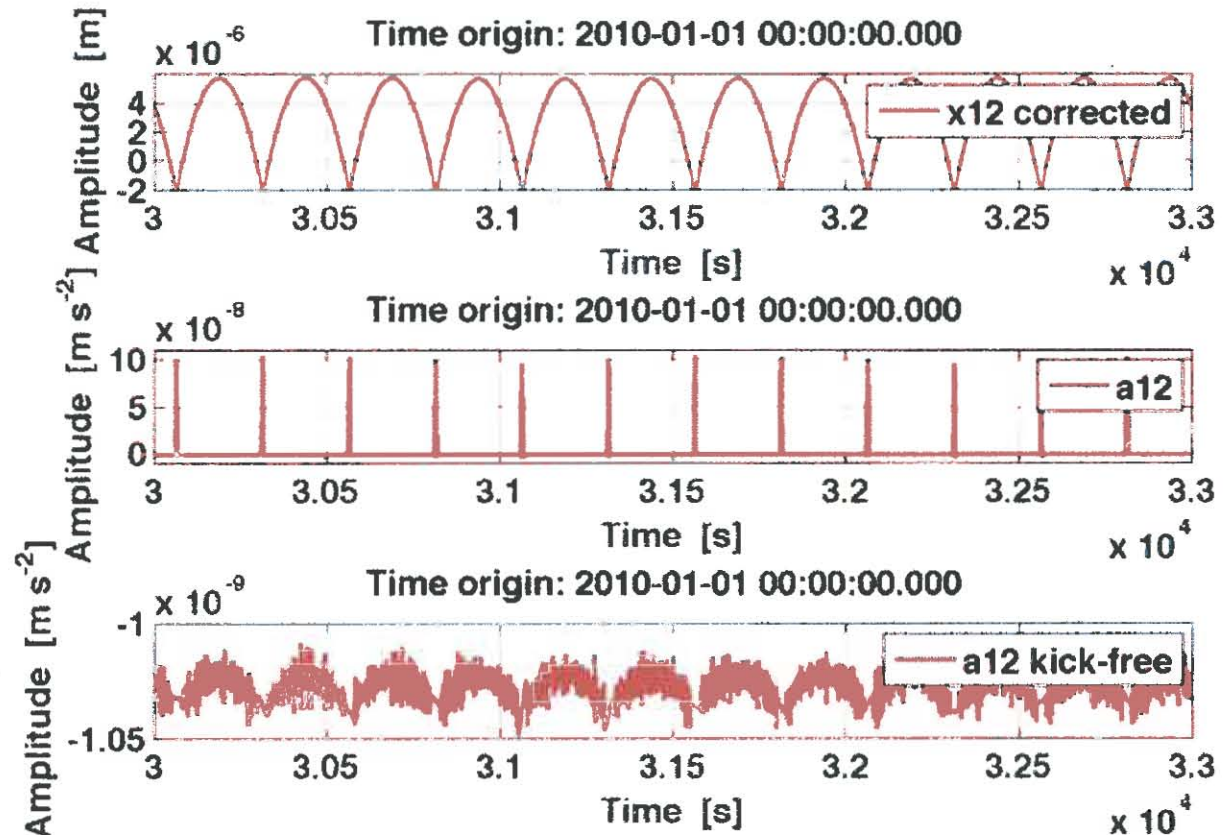 x 10^-6
Time origin: 2010-01-01 00:00:00.000
Amplitude [m]
4
2
0
-2
x12 corrected
3 3.05 3.1 3.15 3.2 3.25 3.3
Time [s]
x 10^4
x 10^-8
Time origin: 2010-01-01 00:00:00.000
Amplitude [m s^-2]
10
5
0
a12
3 3.05 3.1 3.15 3.2 3.25 3.3
Time [s]
x 10^4
x 10^-9
Time origin: 2010-01-01 00:00:00.000
Amplitude [m s^-2]
-1
-1.05
a12 kick-free
3 3.05 3.1 3.15 3.2 3.25 3.3
Time [s]
x 10^4